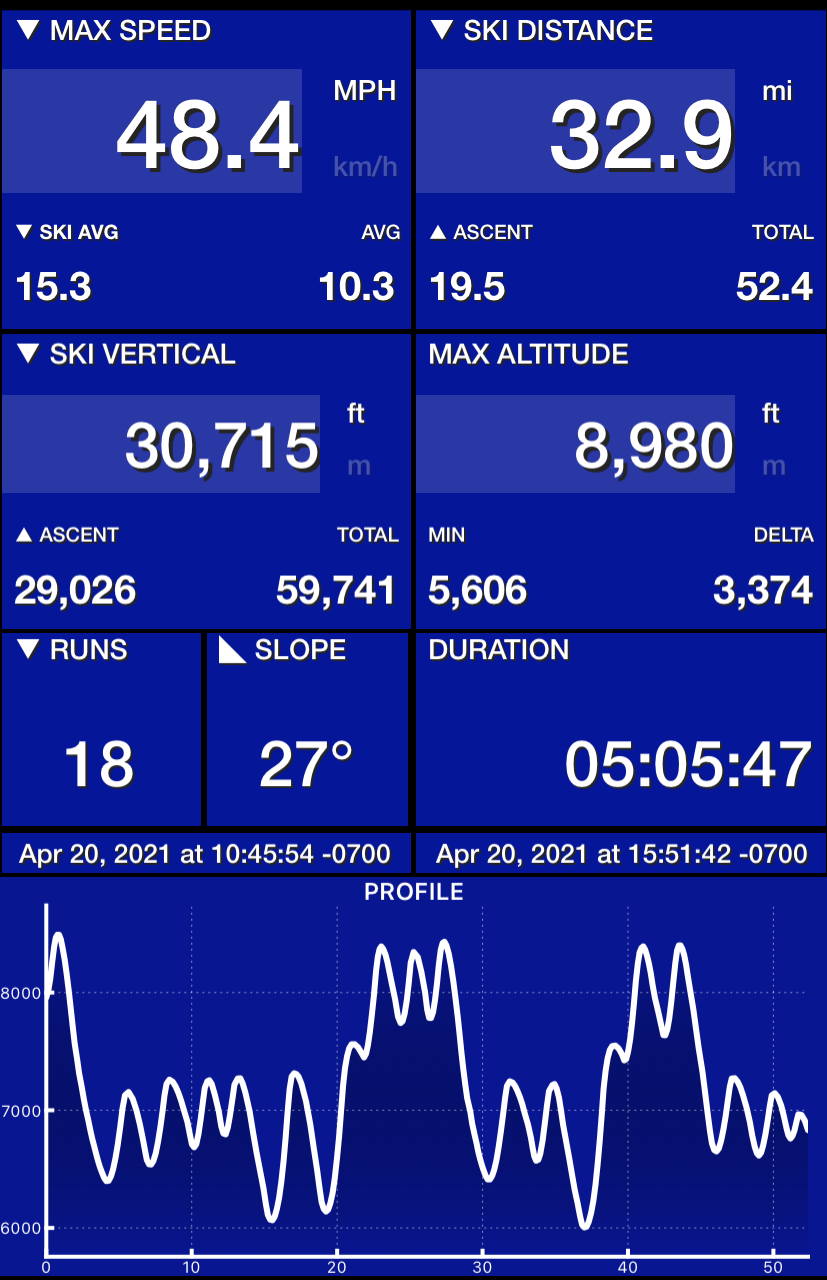 ▼ MAX SPEED
48.4 MPH
km/h
▼ SKI AVG AVG
15.3 10.3
▼ SKI DISTANCE
32.9 mi
km
▲ ASCENT TOTAL
19.5 52.4
▼ SKI VERTICAL
30,715 ft
m
▲ ASCENT TOTAL
29,026 59,741
MAX ALTITUDE
8,980 ft
m
MIN DELTA
5,606 3,374
▼ RUNS
18
SLOPE
27°
DURATION
05:05:47
Apr 20, 2021 at 10:45:54 -0700
Apr 20, 2021 at 15:51:42 -0700
PROFILE
8000
7000
6000
0 10 20 30 40 50